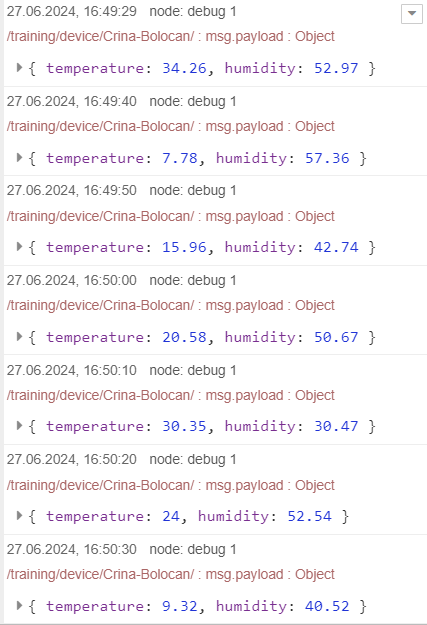 27.06.2024, 16:49:29 node: debug 1
/training/device/Crina-Bolocan/ : msg.payload : Object
{ temperature: 34.26, humidity: 52.97 }
27.06.2024, 16:49:40 node: debug 1
/training/device/Crina-Bolocan/ : msg.payload : Object
{ temperature: 7.78, humidity: 57.36 }
27.06.2024, 16:49:50 node: debug 1
/training/device/Crina-Bolocan/ : msg.payload : Object
{ temperature: 15.96, humidity: 42.74 }
27.06.2024, 16:50:00 node: debug 1
/training/device/Crina-Bolocan/ : msg.payload : Object
{ temperature: 20.58, humidity: 50.67 }
27.06.2024, 16:50:10 node: debug 1
/training/device/Crina-Bolocan/ : msg.payload : Object
{ temperature: 30.35, humidity: 30.47 }
27.06.2024, 16:50:20 node: debug 1
/training/device/Crina-Bolocan/ : msg.payload : Object
{ temperature: 24, humidity: 52.54 }
27.06.2024, 16:50:30 node: debug 1
/training/device/Crina-Bolocan/ : msg.payload : Object
{ temperature: 9.32, humidity: 40.52 }